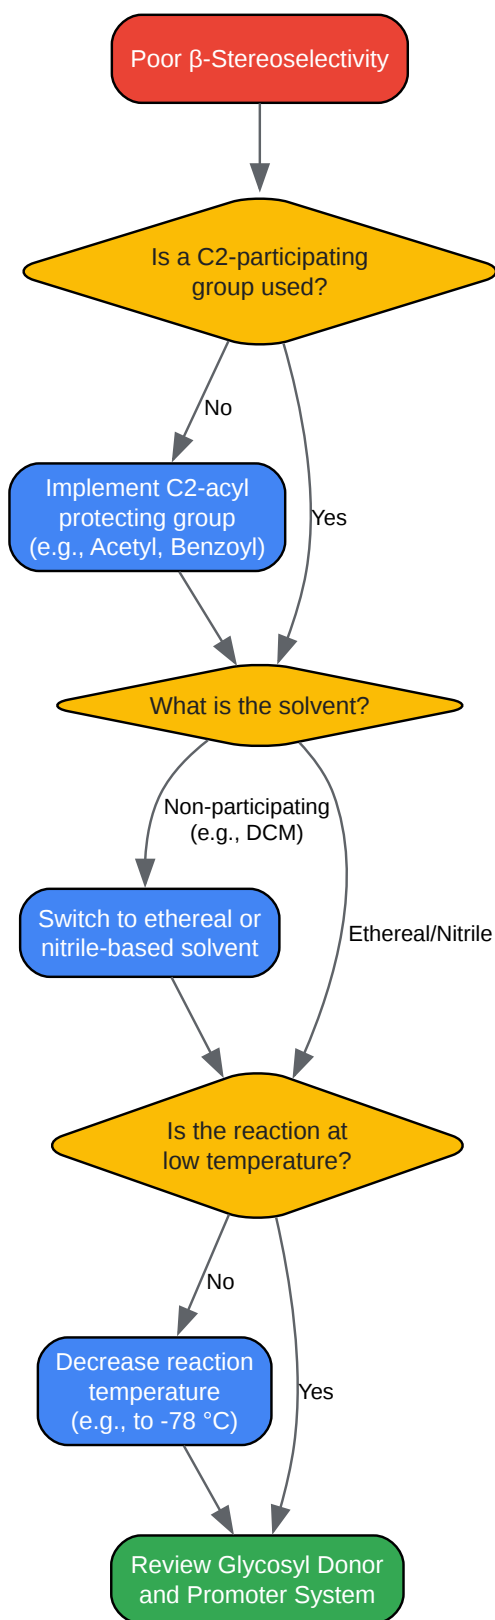 Poor β-Stereoselectivity
Is a C2-participating
group used?
No
Implement C2-acyl
protecting group
(e.g., Acetyl, Benzoyl)
Yes
What is the solvent?
Non-participating
(e.g., DCM)
Switch to ethereal or
nitrile-based solvent
Ethereal/Nitrile
Is the reaction at
low temperature?
No
Decrease reaction
temperature
(e.g., to -78 °C)
Yes
Review Glycosyl Donor
and Promoter System